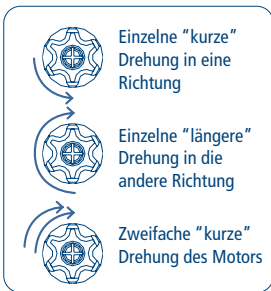 Einzelne “kurze”
Drehung in eine
Richtung
Einzelne “längere”
Drehung in die
andere Richtung
Zweifache “kurze”
Drehung des Motors